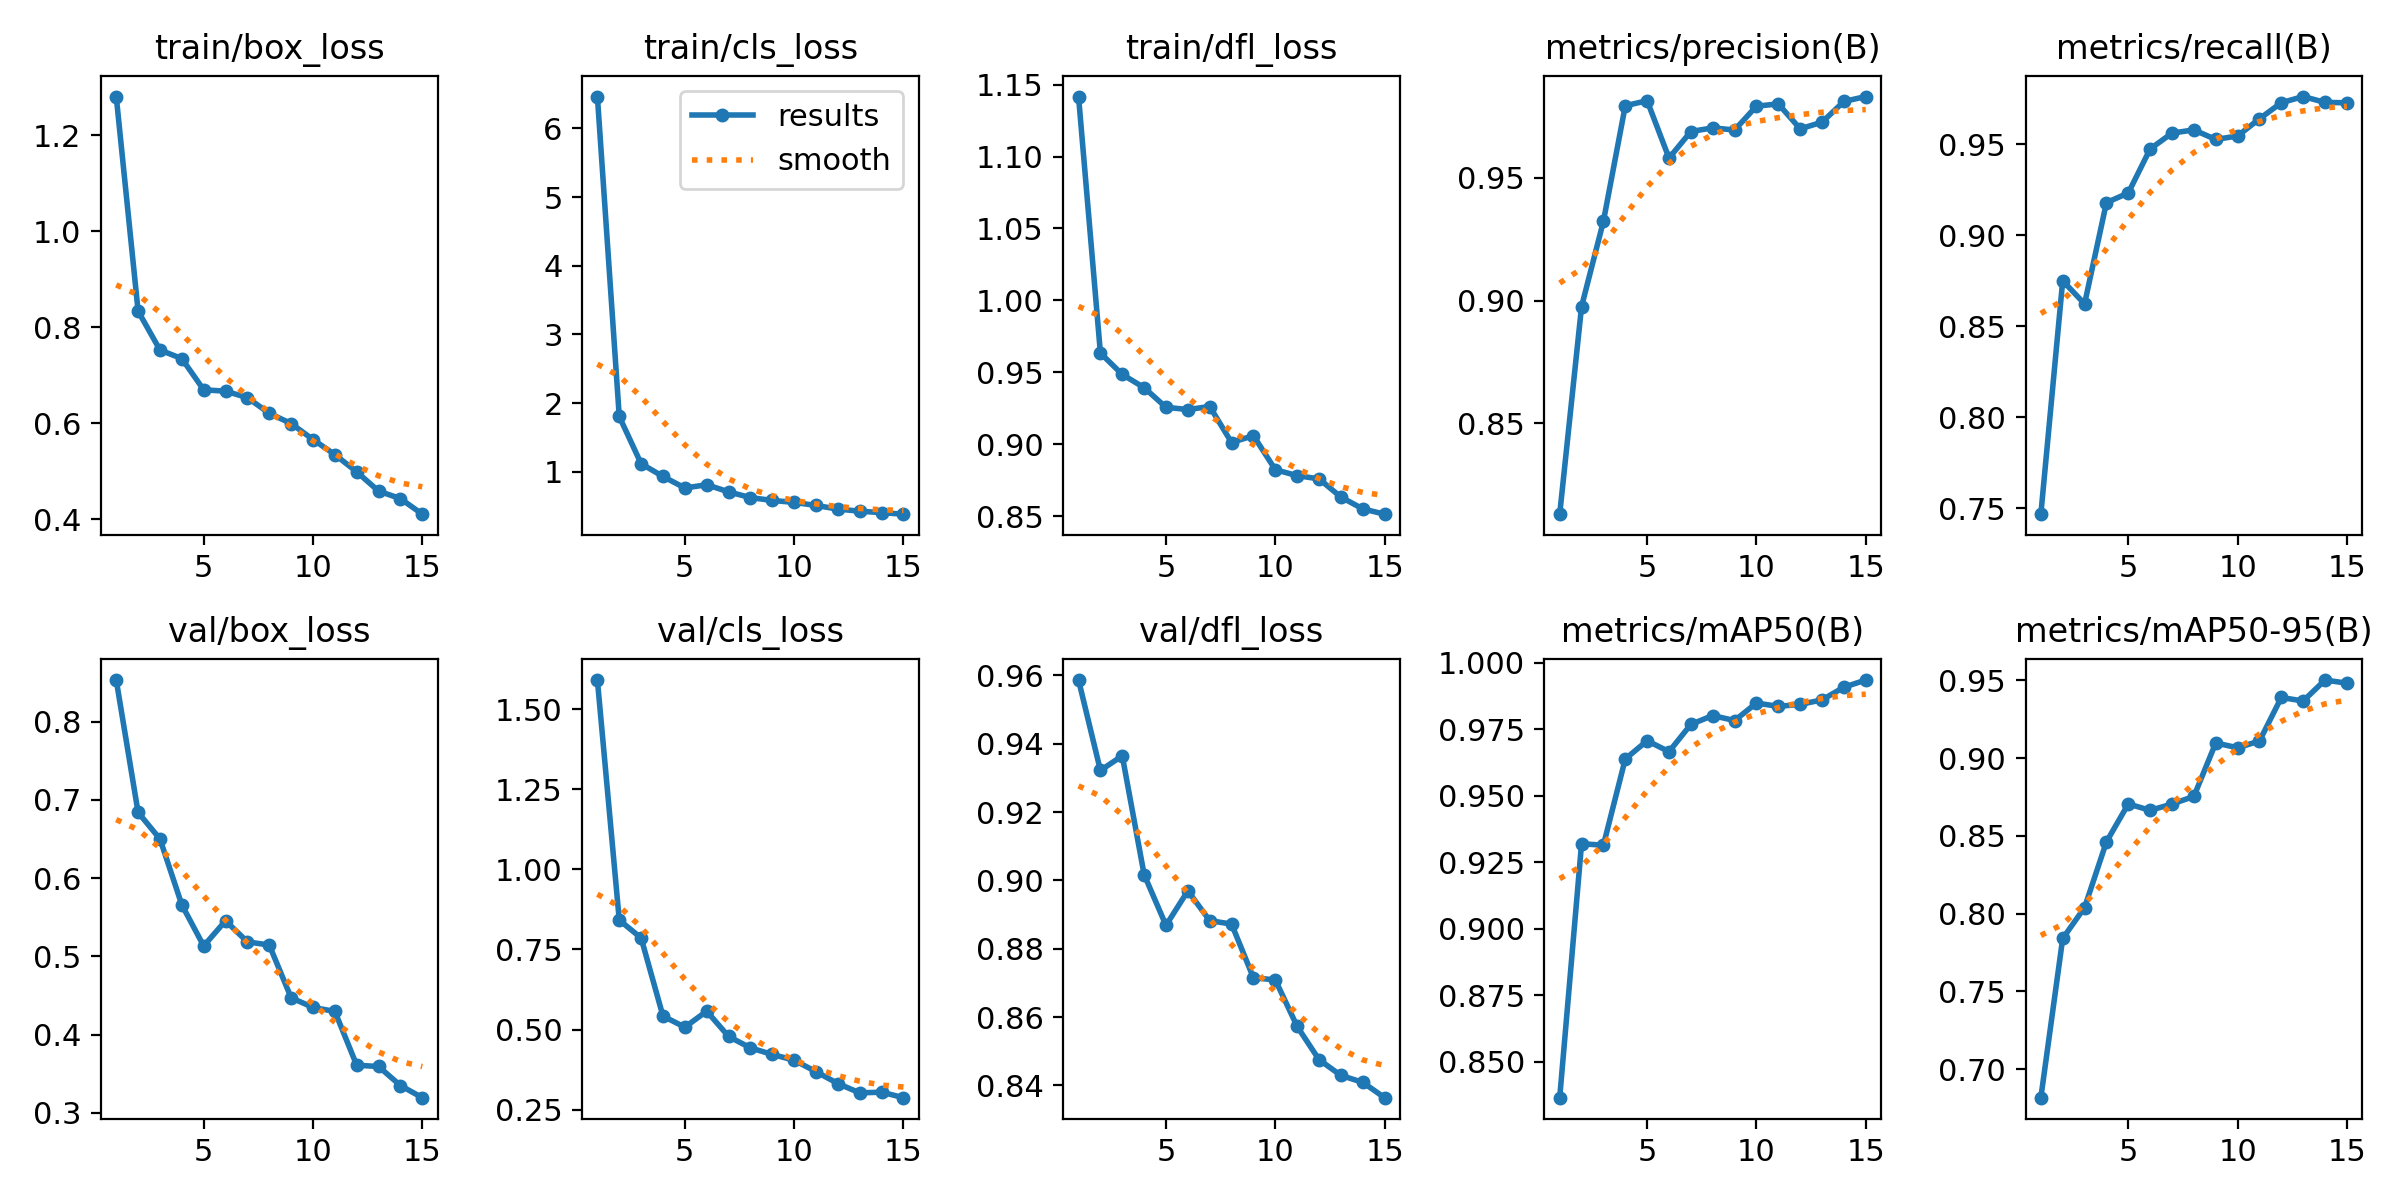 train/box_loss
train/cls_loss
train/dfl_loss
metrics/precision(B)
metrics/recall(B)
1.2
1.0
0.8
0.6
0.4
5 10 15
6
5
4
3
2
1
results
smooth
5 10 15
1.15
1.10
1.05
1.00
0.95
0.90
0.85
5 10 15
0.95
0.90
0.85
5 10 15
0.95
0.90
0.85
0.80
0.75
5 10 15
val/box_loss
val/cls_loss
val/dfl_loss
metrics/mAP50(B)
metrics/mAP50-95(B)
0.8
0.7
0.6
0.5
0.4
0.3
5 10 15
1.50
1.25
1.00
0.75
0.50
0.25
5 10 15
0.96
0.94
0.92
0.90
0.88
0.86
0.84
5 10 15
1.000
0.975
0.950
0.925
0.900
0.875
0.850
5 10 15
0.95
0.90
0.85
0.80
0.75
0.70
5 10 15